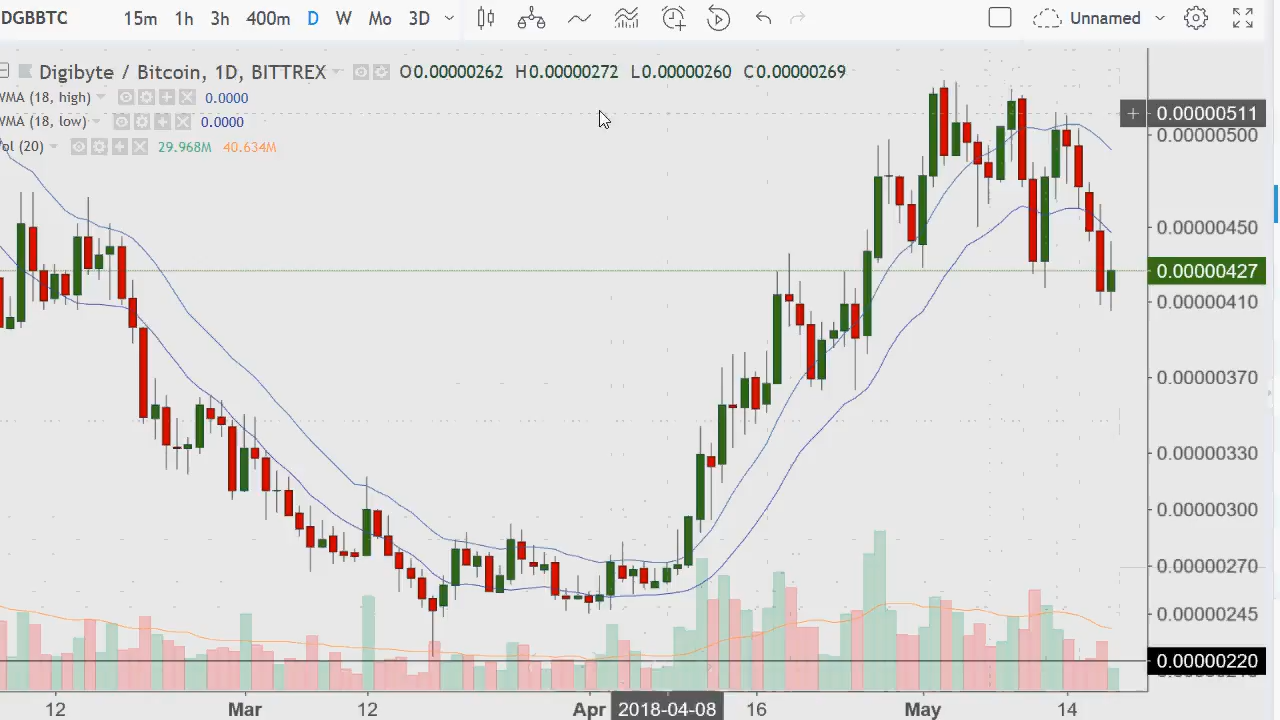 DGBBTC 15m 1h 3h 400m D W Mo 3D Unnamed
Digibyte / Bitcoin, 1D, BITTREX O0.00000262 H0.00000272 L0.00000260 C0.00000269
WMA (18, high) 0.0000
WMA (18, low) 0.0000
ol (20) 29.968M 40.634M
0.00000511
0.00000500
0.00000450
0.00000427
0.00000410
0.00000370
0.00000330
0.00000300
0.00000270
0.00000245
0.00000220
12 Mar 12 Apr 2018-04-08 16 May 14